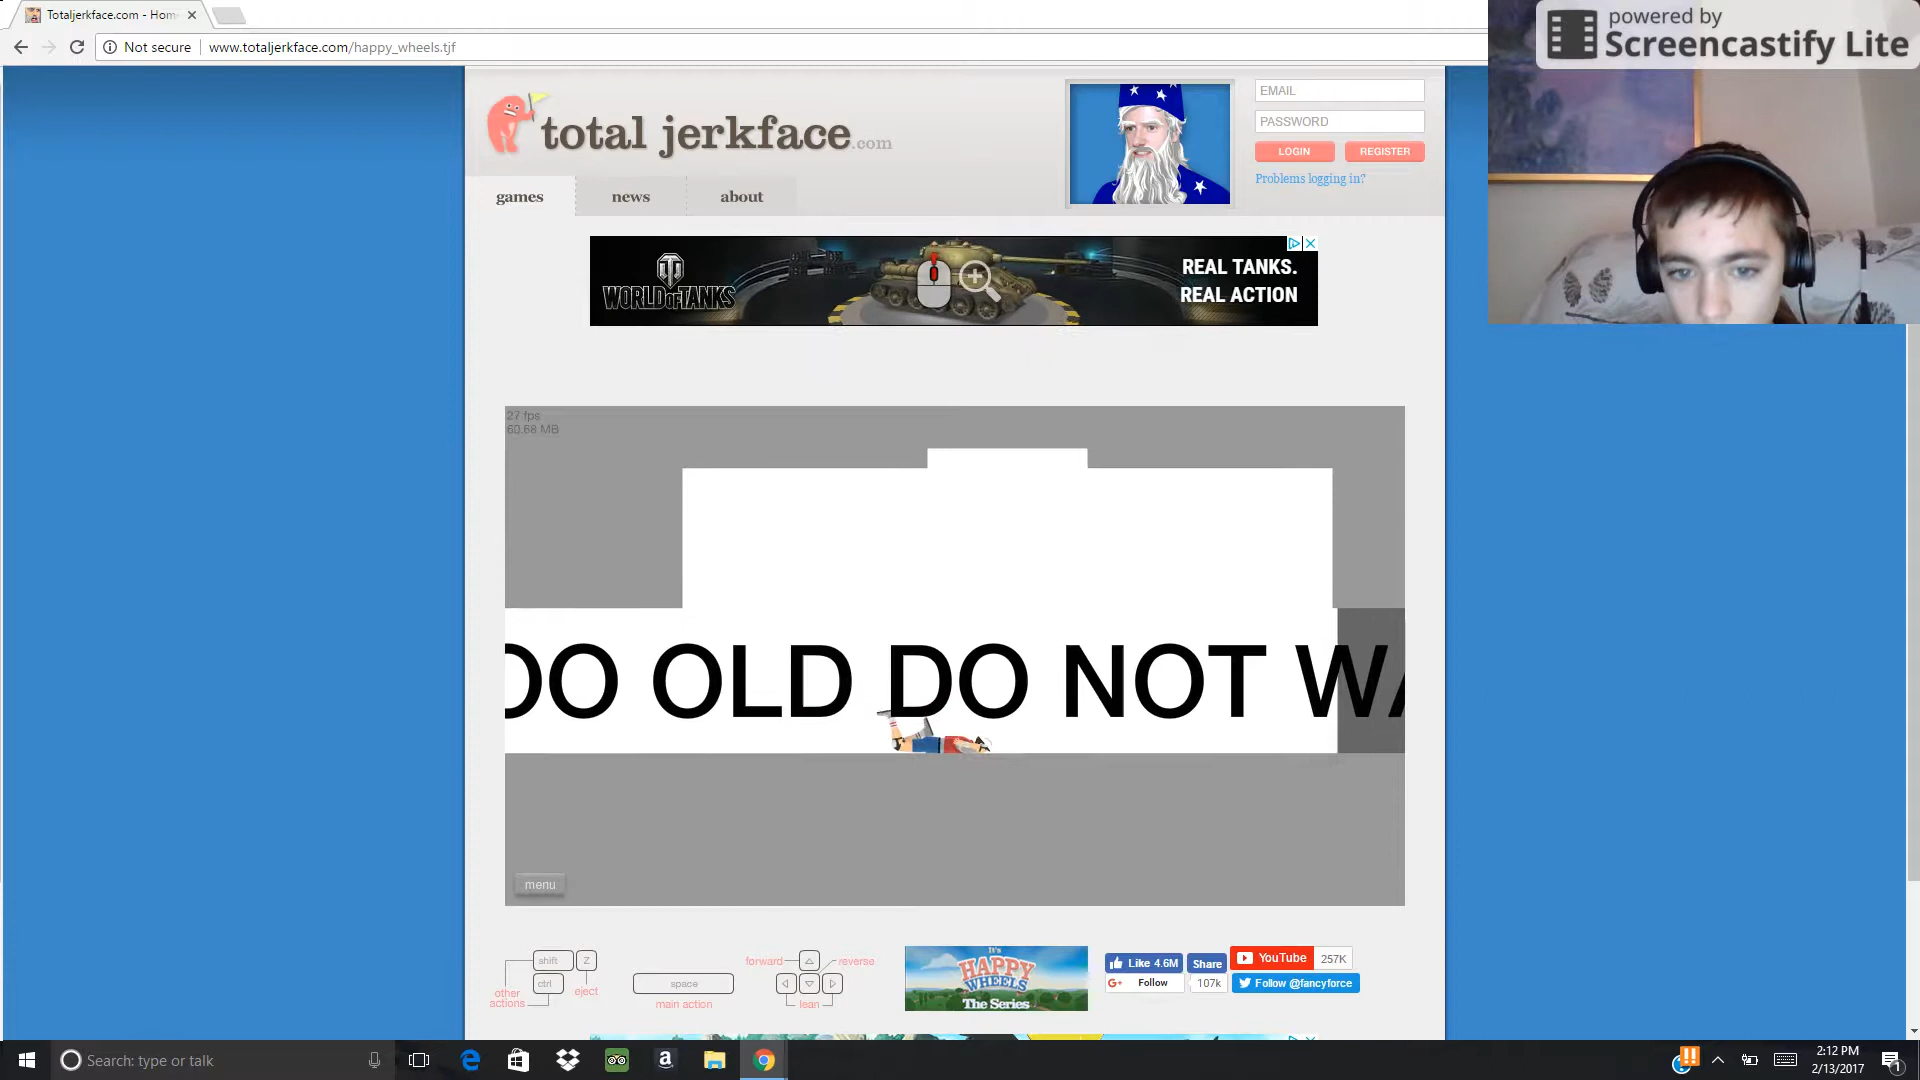 Totaljerkface.com - Hom
powered by
Screencastify Lite
Not secure
www.totaljerkface.com/happy_wheels.tjf
total jerkface.com
EMAIL
PASSWORD
LOGIN
REGISTER
Problems logging in?
games
news
about
WORLD OF TANKS
REAL TANKS.
REAL ACTION
27 fps
60.68 MB
OO OLD DO NOT WA
menu
shift
Z
ctrl
other
actions
eject
space
main action
forward
reverse
lean
IT'S
HAPPY
WHEELS
The Series
Like 4.6M
Share
YouTube
257K
G+ Follow
107k
Follow @fancyforce
Search: type or talk
2:12 PM
2/13/2017
1